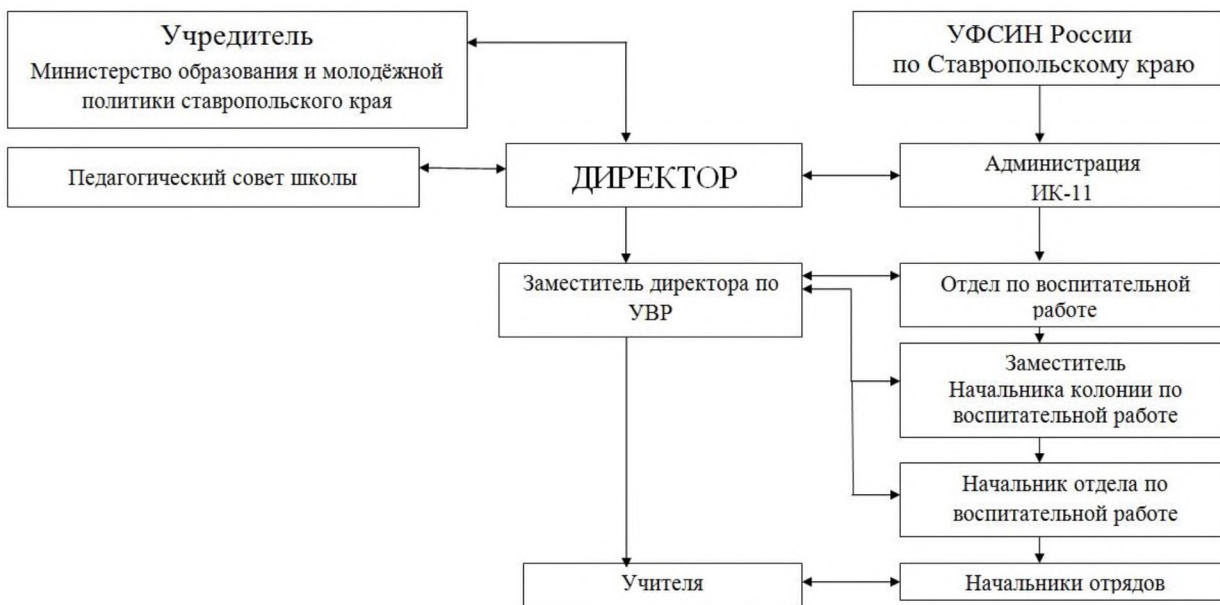 Учредитель
Министерство образования и молодёжной
политики ставропольского края
УФСИН России
по Ставропольскому краю
Педагогический совет школы
ДИРЕКТОР
Администрация
ИК-11
Заместитель директора по
УВР
Отдел по воспитательной
работе
Заместитель
Начальника колонии по
воспитательной работе
Начальник отдела по
воспитательной работе
Учителя
Начальники отрядов